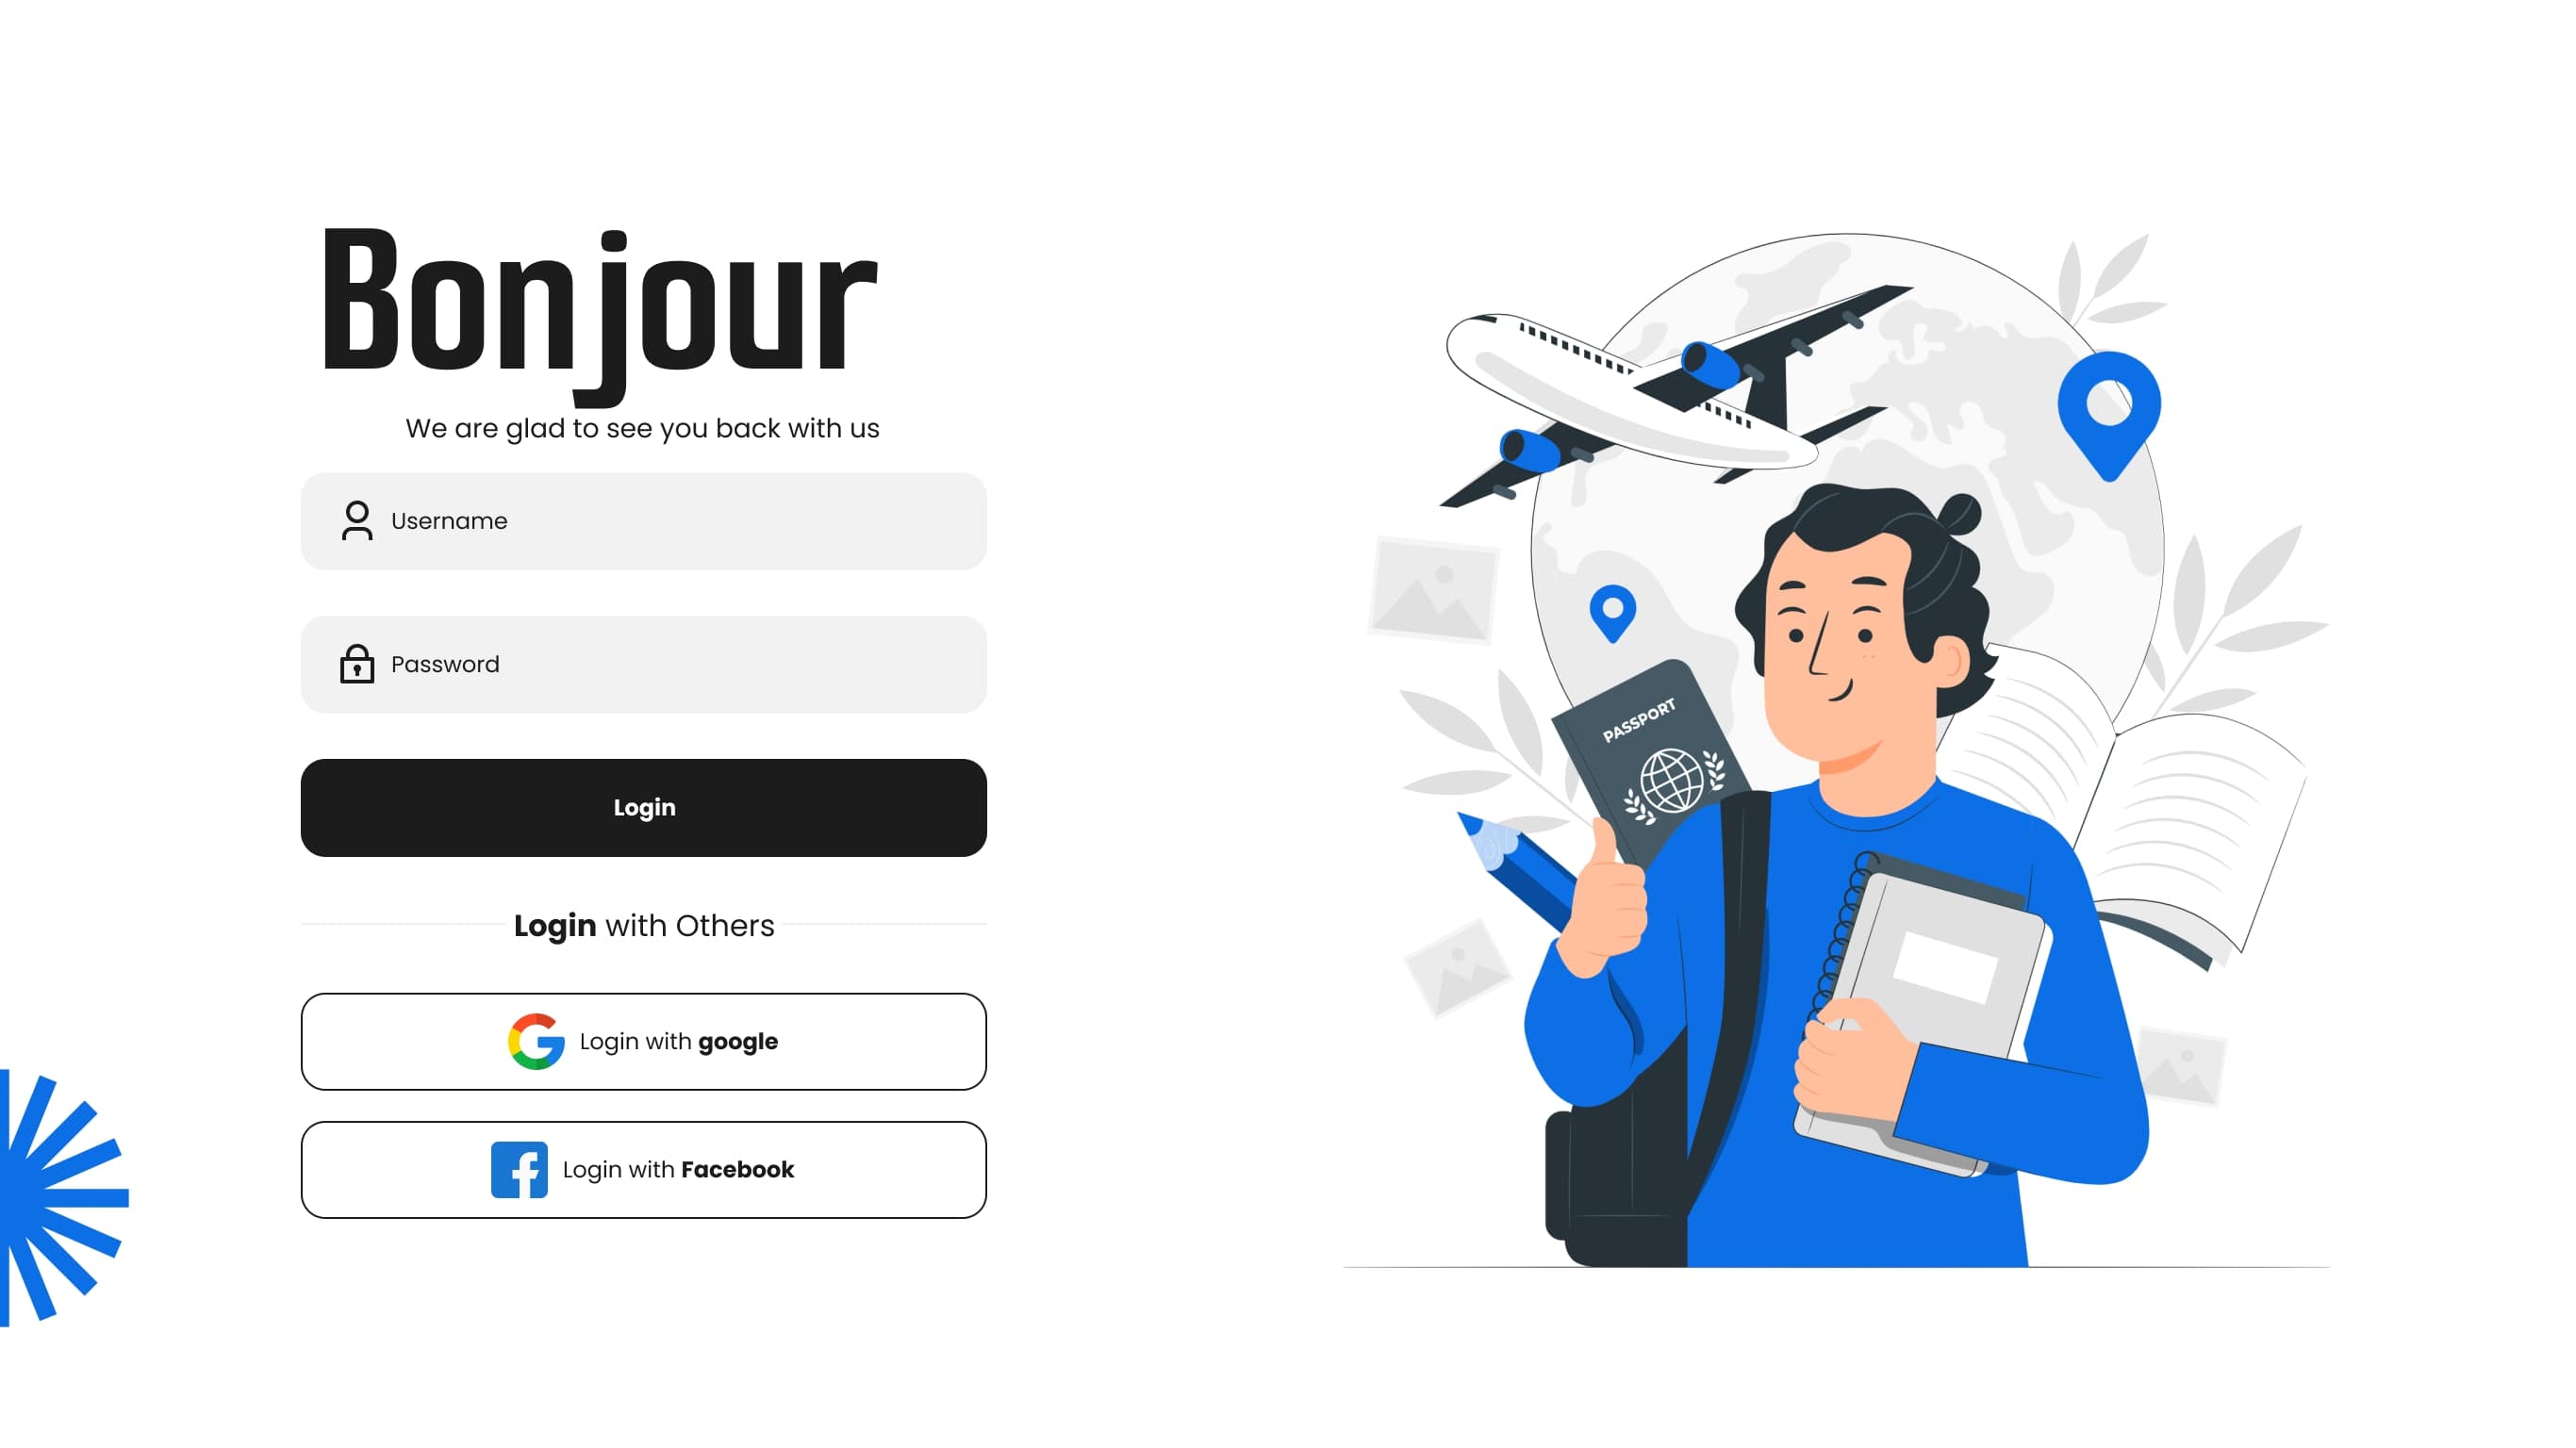 Bonjour
We are glad to see you back with us
Username
Password
Login
Login with Others
Login with google
Login with Facebook
PASSPORT